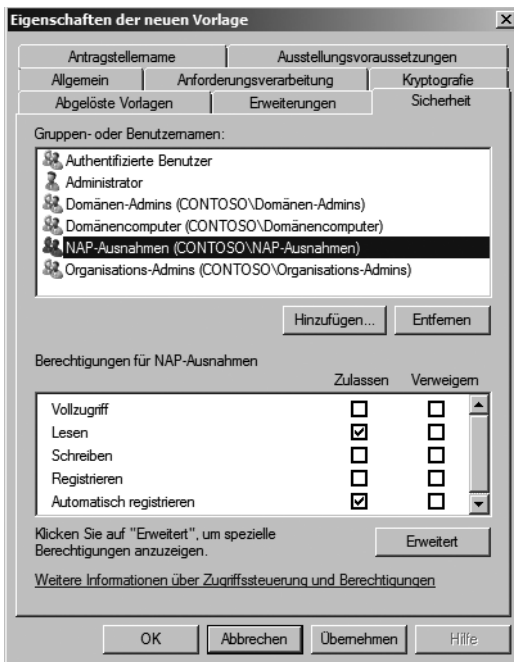 Eigenschaften der neuen Vorlage
Antragstellername Ausstellungsvoraussetzungen
Allgemein Anforderungsverarbeitung Kryptografie
Abgelöste Vorlagen Erweiterungen Sicherheit
Gruppen- oder Benutzernamen:
Authentifizierte Benutzer
Administrator
Domänen-Admins (CONTOSO\Domänen-Admins)
Domänencomputer (CONTOSO\Domänencomputer)
NAP-Ausnahmen (CONTOSO\NAP-Ausnahmen)
Organisations-Admins (CONTOSO\Organisations-Admins)
Hinzufügen... Entfernen
Berechtigungen für NAP-Ausnahmen
Zulassen Verweigern
Vollzugriff
Lesen
Schreiben
Registrieren
Automatisch registrieren
Klicken Sie auf "Erweitert", um spezielle
Berechtigungen anzuzeigen.
Erweitert
Weitere Informationen über Zugriffssteuerung und Berechtigungen
OK Abbrechen Übernehmen Hilfe